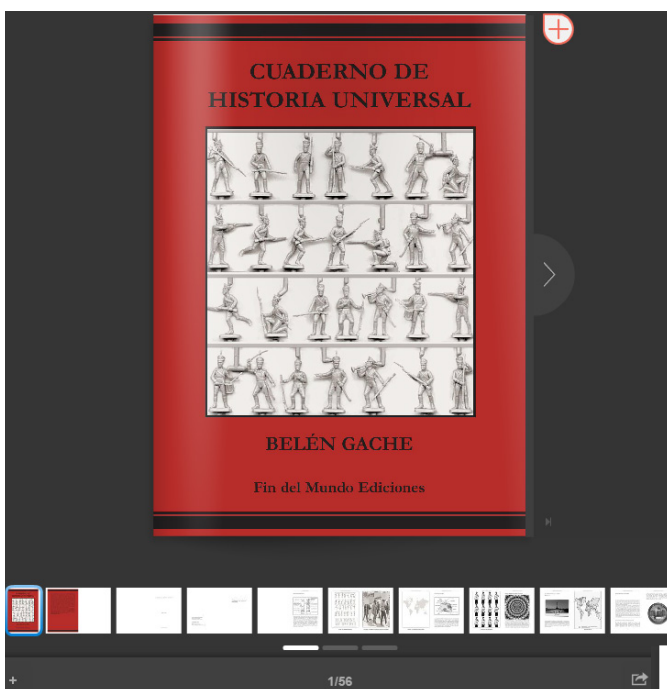 CUADERNO DE
HISTORIA UNIVERSAL
BELÉN GACHE
Fin del Mundo Ediciones
1/56